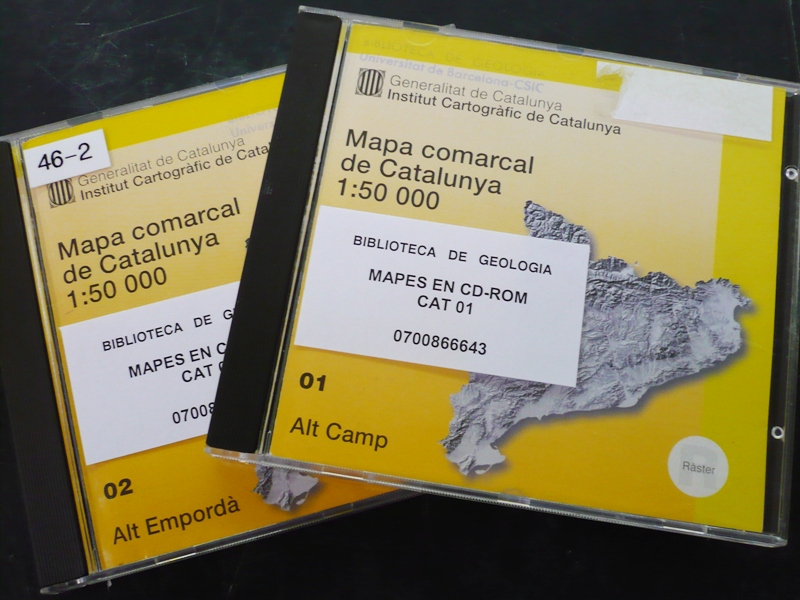 46-2
Generalitat de Catalunya
Institut Cartogràfic de Catal
Mapa comarcal
de Catalunya
1:50 000
BIBLIOTECA DE G
MAPES EN C
CAT 0
07008
02
Alt Empordà
BIBLIOTECA DE
Universitat de Barcelona-CSIC
Generalitat de Catalunya
Institut Cartogràfic de Catalunya
Mapa comarcal
de Catalunya
1:50 000
BIBLIOTECA DE GEOLOGIA
MAPES EN CD-ROM
CAT 01
0700866643
01
Alt Camp
R
Ràster